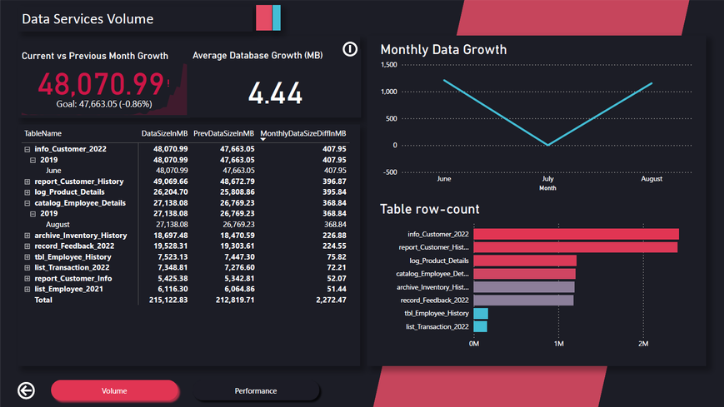 Data Services Volume
Current vs Previous Month Growth
48,070.99!
Goal: 47,663.05 (-0.86%)
Average Database Growth (MB)
4.44
TableName DataSizeInMB PrevDataSizeInMB MonthlyDataSizeDiffInMB
info_Customer_2022 48,070.99 47,663.05 407.95
2019 48,070.99 47,663.05 407.95
June 48,070.99 47,663.05 407.95
report_Customer_History 49,069.66 48,672.79 396.87
log_Product_Details 26,204.70 25,808.86 395.84
catalog_Employee_Details 27,138.08 26,769.23 368.84
2019 27,138.08 26,769.23 368.84
August 27,138.08 26,769.23 368.84
archive_Inventory_History 18,697.48 18,470.59 226.88
record_Feedback_2022 19,528.31 19,303.61 224.55
tbl_Employee_History 7,523.13 7,447.30 75.82
list_Transaction_2022 7,348.81 7,276.60 72.21
report_Customer_Info 5,425.38 5,342.81 52.07
list_Employee_2021 6,116.30 6,064.86 51.44
Total 215,122.83 212,819.71 2,272.47
Monthly Data Growth
1,500
1,000
500
0
-500
June July August
Month
Table row-count
info_Customer_2022
report_Customer_Hist...
log_Product_Details
catalog_Employee_Det...
archive_Inventory_Hist...
record_Feedback_2022
tbl_Employee_History
list_Transaction_2022
0M 1M 2M
Volume
Performance